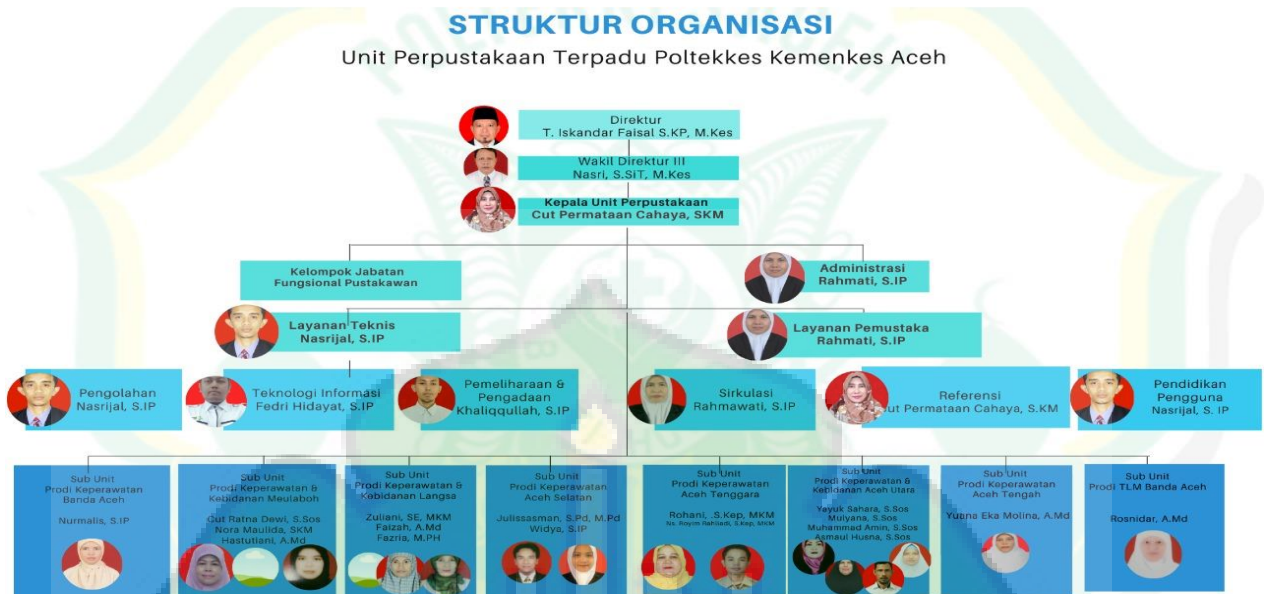 STRUKTUR ORGANISASI
Unit Perpustakaan Terpadu Poltekkes Kemenkes Aceh
Direktur
T. Iskandar Faisal S.KP, M.Kes
Wakil Direktur III
Nasri, S.SiT, M.Kes
Kepala Unit Perpustakaan
Cut Permataan Cahaya, SKM
Kelompok Jabatan
Fungsional Pustakawan
Administrasi
Rahmati, S.IP
Layanan Teknis
Nasrijal, S.IP
Layanan Pemustaka
Rahmati, S.IP
Pengolahan
Nasrijal, S.IP
Teknologi Informasi
Fedri Hidayat, S.IP
Pemeliharaan &
Pengadaan
Khaliqqullah, S.IP
Sirkulasi
Rahmawati, S.IP
Referensi
Cut Permataan Cahaya, S.KM
Pendidikan
Pengguna
Nasrijal, S. IP
Sub Unit
Prodi Keperawatan
Banda Aceh
Nurmalis, S.IP
Sub Unit
Prodi Keperawatan &
Kebidanan Meulaboh
Cut Ratna Dewi, S.Sos
Nora Maulida, SKM
Hastutiani, A.Md
Sub Unit
Prodi Keperawatan &
Kebidanan Langsa
Zuliani, SE, MKM
Faizah, A.Md
Fazria, M.PH
Sub Unit
Prodi Keperawatan
Aceh Selatan
Julissasman, S.Pd, M.Pd
Widya, S.IP
Sub Unit
Prodi Keperawatan
Aceh Tenggara
Rohani, .S.Kep, MKM
Ns. Royim Rahliadi, S.Kep, MKM
Sub Unit
Prodi Keperawatan &
Kebidanan Aceh Utara
Yayuk Sahara, S.Sos
Mulyana, S.Sos
Muhammad Amin, S.Sos
Asmaul Husna, S.Sos
Sub Unit
Prodi Keperawatan
Aceh Tengah
Yuana Eka Molina, A.Md
Sub Unit
Prodi TLM Banda Aceh
Rosnidar, A.Md